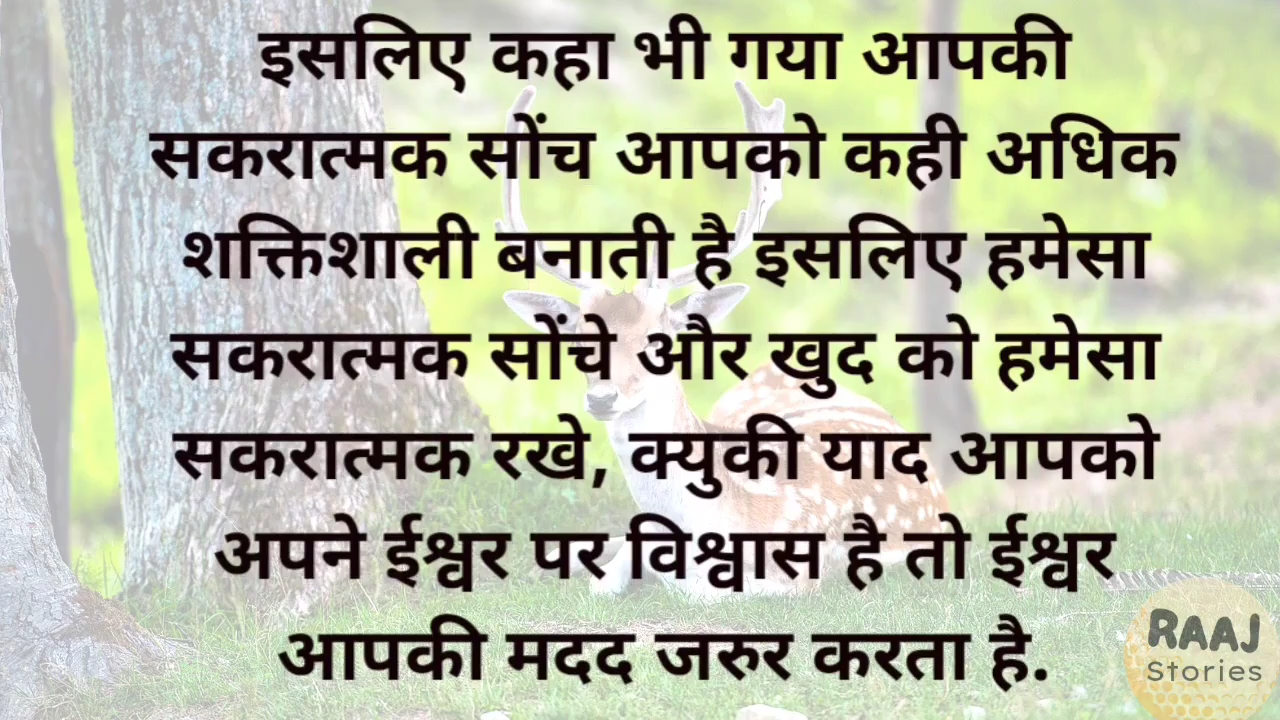 इसलिए कहा भी गया आपकी
सकरात्मक सोंच आपको कही अधिक
शक्तिशाली बनाती है इसलिए हमेसा
सकरात्मक सोंचे और खुद को हमेसा
सकरात्मक रखे, क्युकी याद आपको
अपने ईश्वर पर विश्वास है तो ईश्वर
आपकी मदद जरुर करता है.
RAAJ
Stories